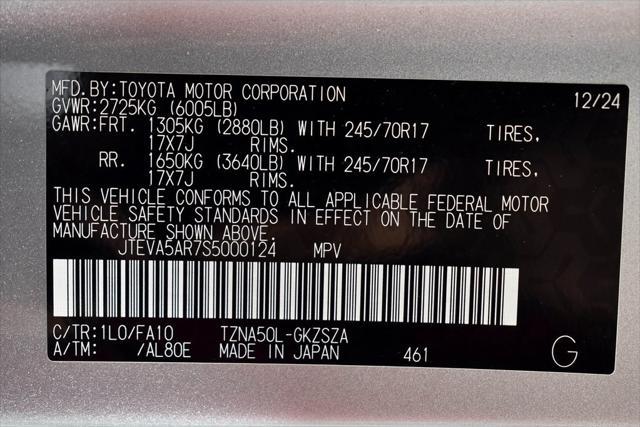 MFD.BY:TOYOTA MOTOR CORPORATION 12/24
GVWR:2725KG (6005LB)
GAWR:FRT. 1305KG (2880LB) WITH 245/70R17 TIRES,
17X7J RIMS.
RR. 1650KG (3640LB) WITH 245/70R17 TIRES,
17X7J RIMS.
THIS VEHICLE CONFORMS TO ALL APPLICABLE FEDERAL MOTOR
VEHICLE SAFETY STANDARDS IN EFFECT ON THE DATE OF
MANUFACTURE SHOWN ABOVE.
JTEVA5AR7S5000124 MPV
C/TR:1L0/FA10 TZNA50L-GKZSZA
A/TM: /AL80E MADE IN JAPAN 461 G